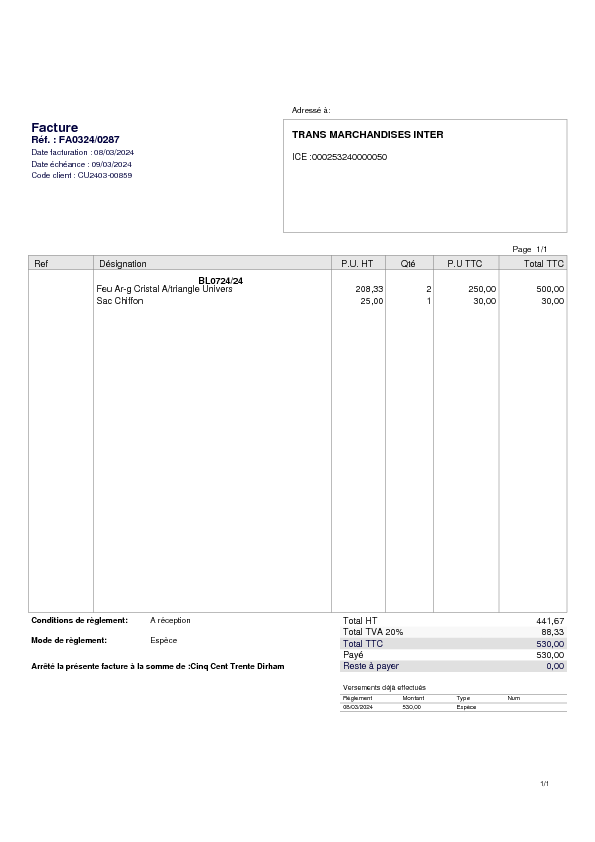 Adressé à:
Facture
Réf. : FA0324/0287
Date facturation : 08/03/2024
Date échéance : 09/03/2024
Code client : CU2403-00859
TRANS MARCHANDISES INTER
ICE :000253240000050
Page 1/1
Ref Désignation P.U. HT Qté P.U TTC Total TTC
BL0724/24
Feu Ar-g Cristal A/triangle Univers 208,33 2 250,00 500,00
Sac Chiffon 25,00 1 30,00 30,00
Conditions de règlement: A réception
Mode de règlement: Espèce
Arrêté la présente facture à la somme de :Cinq Cent Trente Dirham
Total HT 441,67
Total TVA 20% 88,33
Total TTC 530,00
Payé 530,00
Reste à payer 0,00
Versements déjà effectués
Règlement Montant Type Num
08/03/2024 530,00 Espèce
1/1